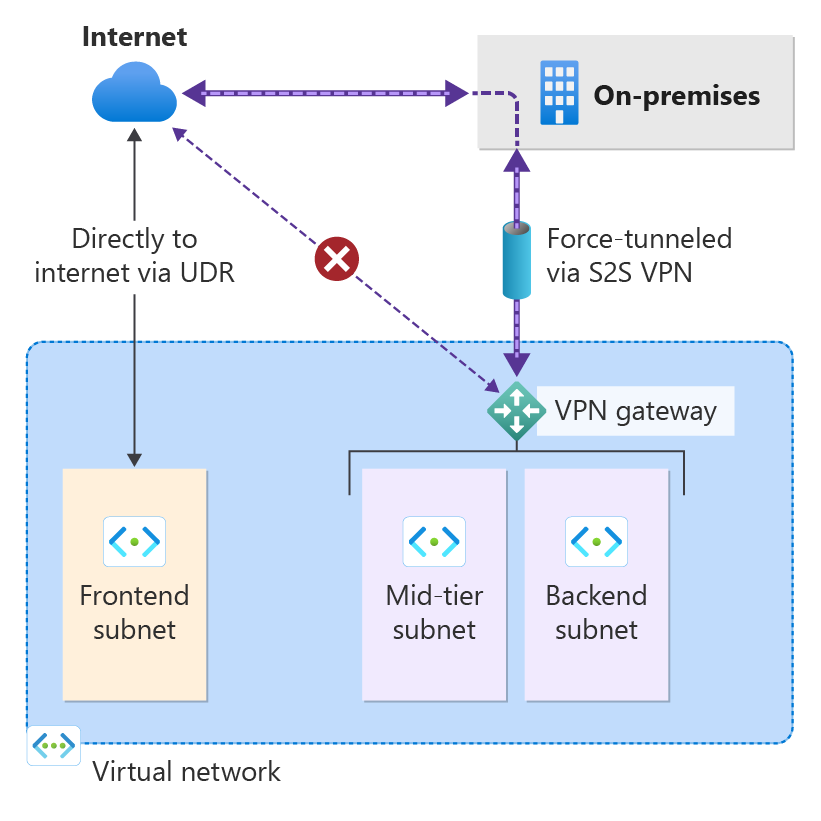 Internet
On-premises
Directly to
internet via UDR
Force-tunneled
via S2S VPN
VPN gateway
Frontend
subnet
Mid-tier
subnet
Backend
subnet
Virtual network